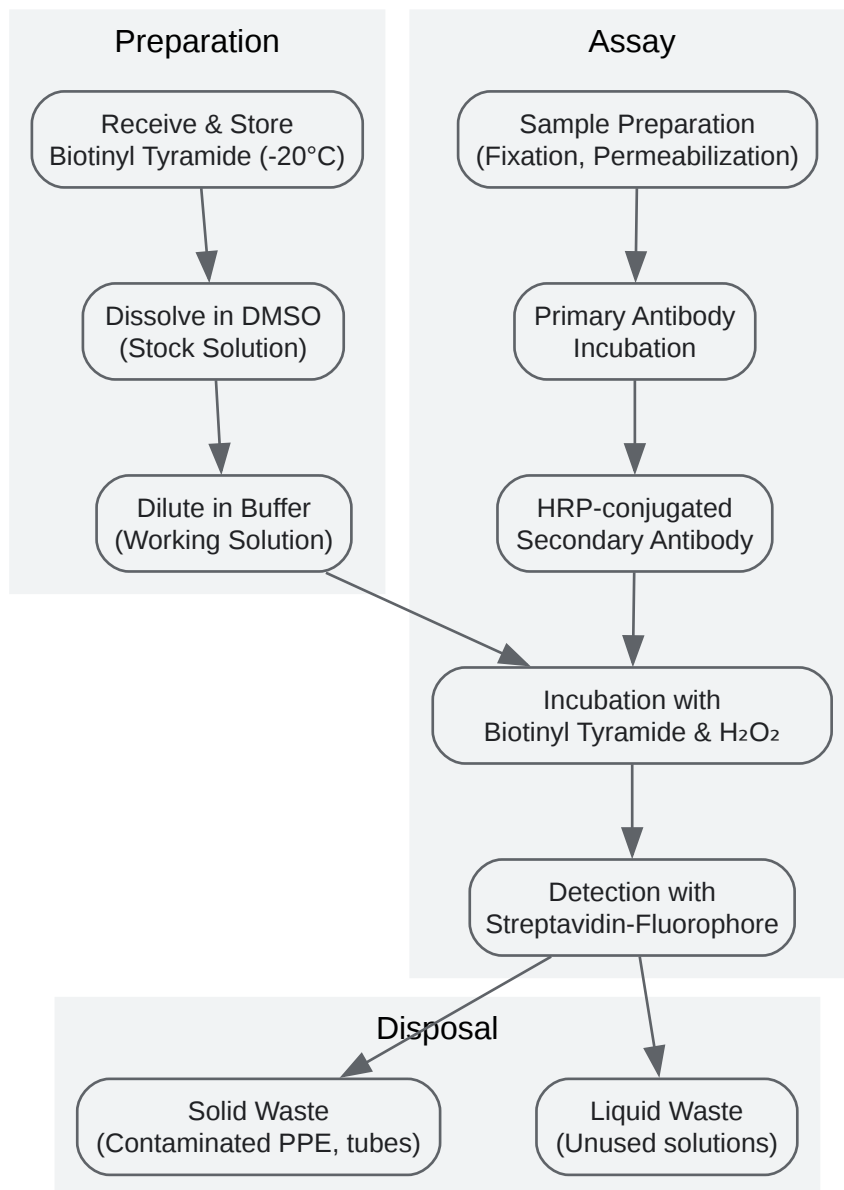 Preparation
Receive & Store
Biotinyl Tyramide (-20°C)
Dissolve in DMSO
(Stock Solution)
Dilute in Buffer
(Working Solution)
Assay
Sample Preparation
(Fixation, Permeabilization)
Primary Antibody
Incubation
HRP-conjugated
Secondary Antibody
Incubation with
Biotinyl Tyramide & H₂O₂
Detection with
Streptavidin-Fluorophore
Disposal
Solid Waste
(Contaminated PPE, tubes)
Liquid Waste
(Unused solutions)